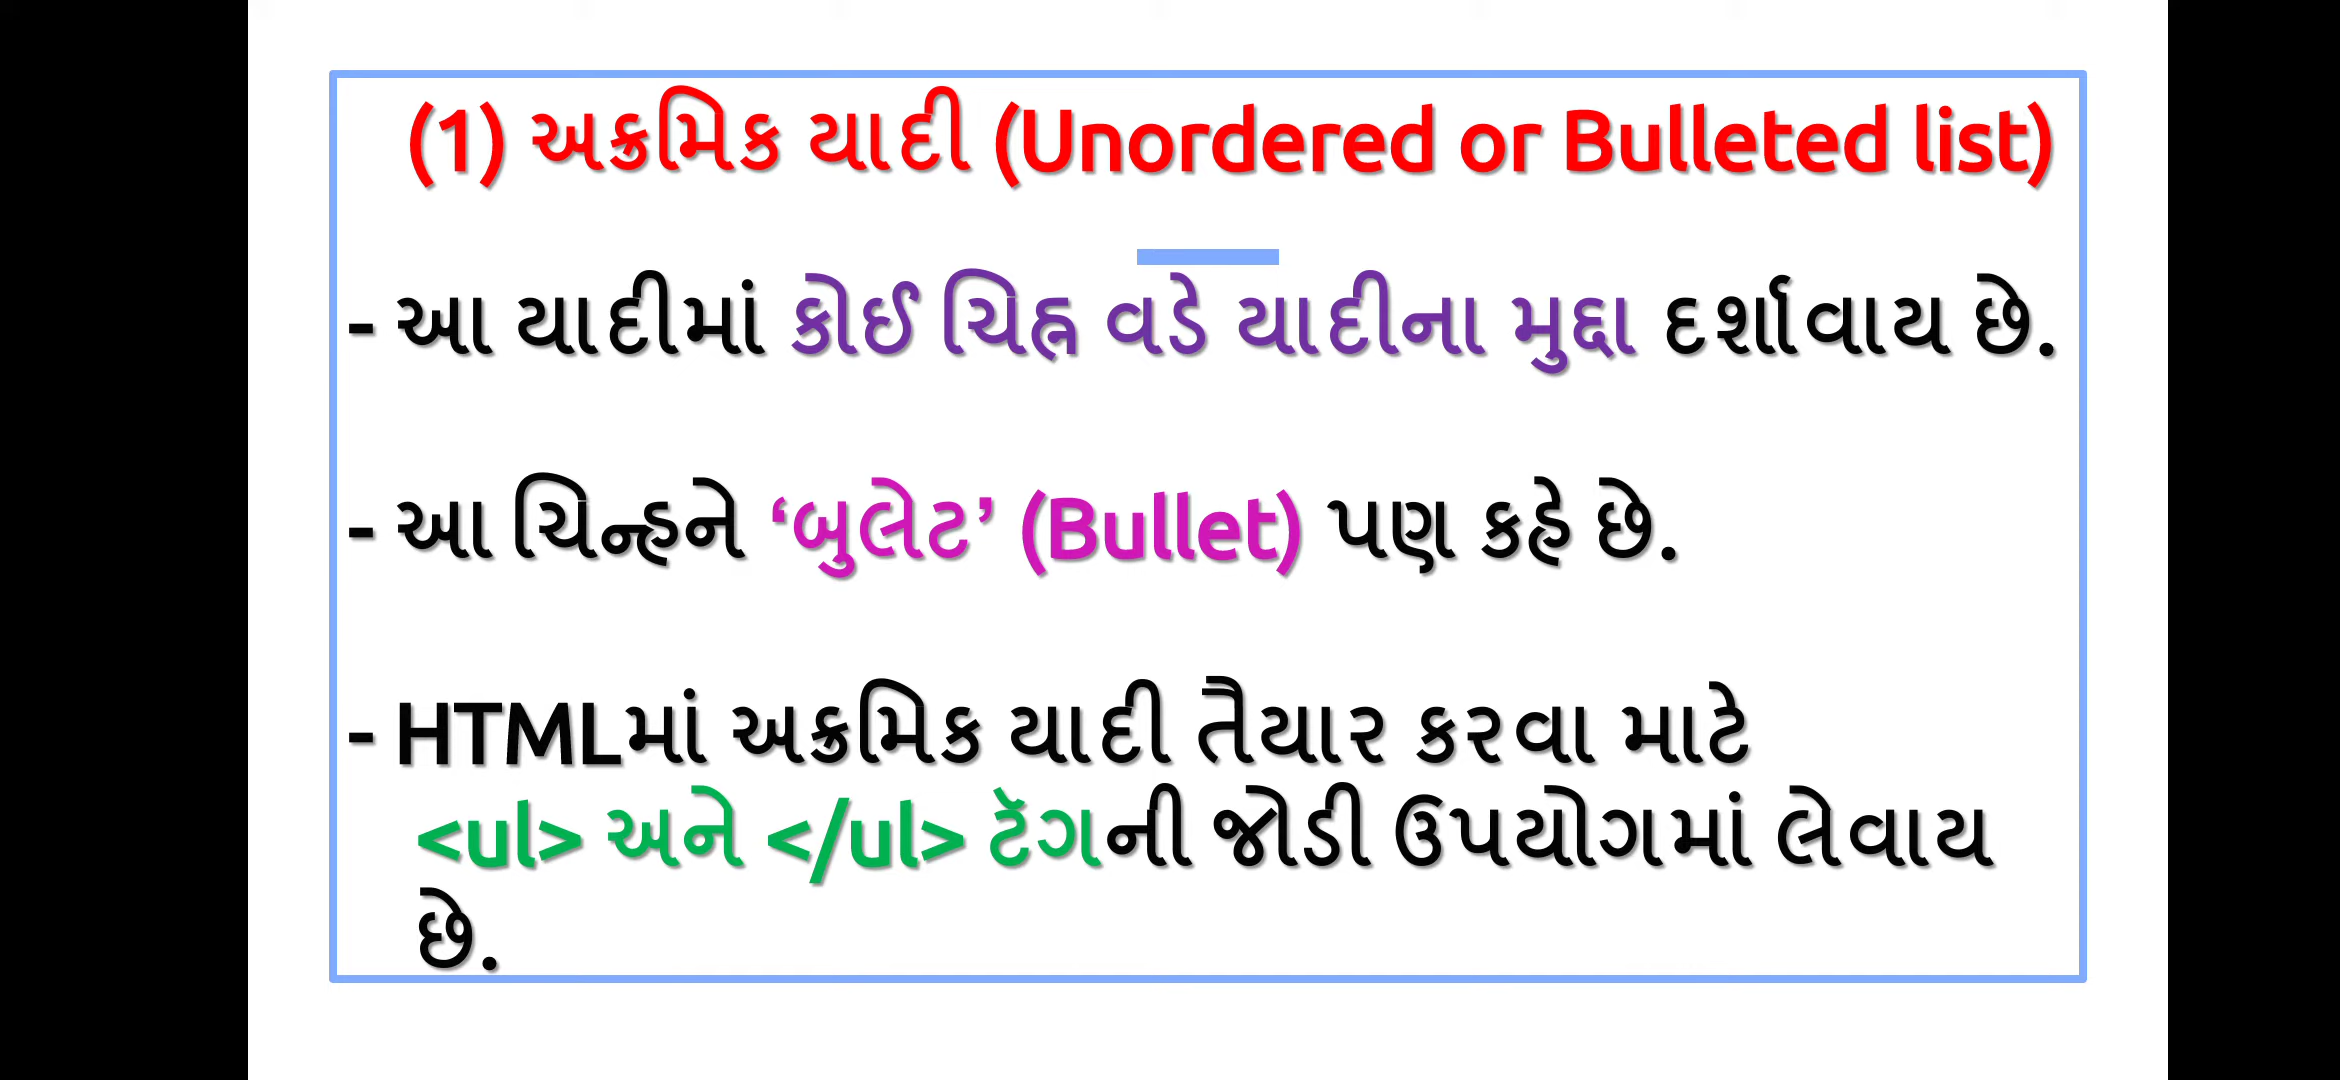 (1) અક્રમિક યાદી (Unordered or Bulleted list)
- આ યાદીમાં કોઈ ચિહ્ન વડે યાદીના મુદ્દા દર્શાવાય છે.
- આ ચિન્હને ‘બુલેટ’ (Bullet) પણ કહે છે.
- HTMLમાં અક્રમિક યાદી તૈયાર કરવા માટે
<ul> અને </ul> ટૅગની જોડી ઉપયોગમાં લેવાય
છે.